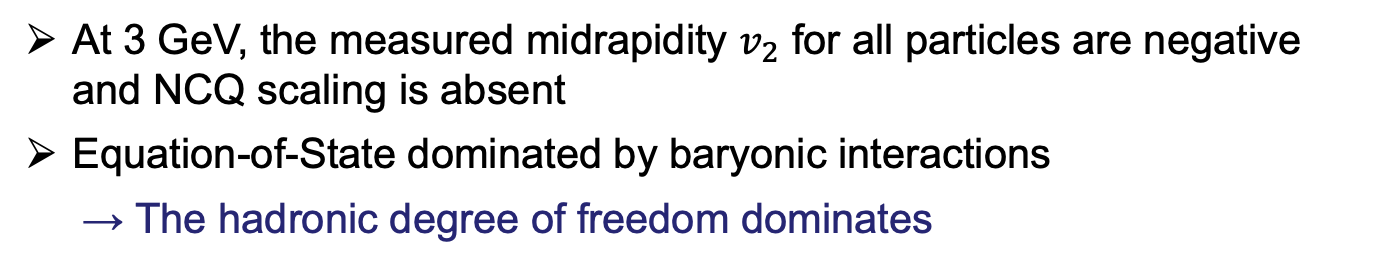 ➢ At 3 GeV, the measured midrapidity v₂ for all particles are negative
and NCQ scaling is absent
➢ Equation-of-State dominated by baryonic interactions
→ The hadronic degree of freedom dominates